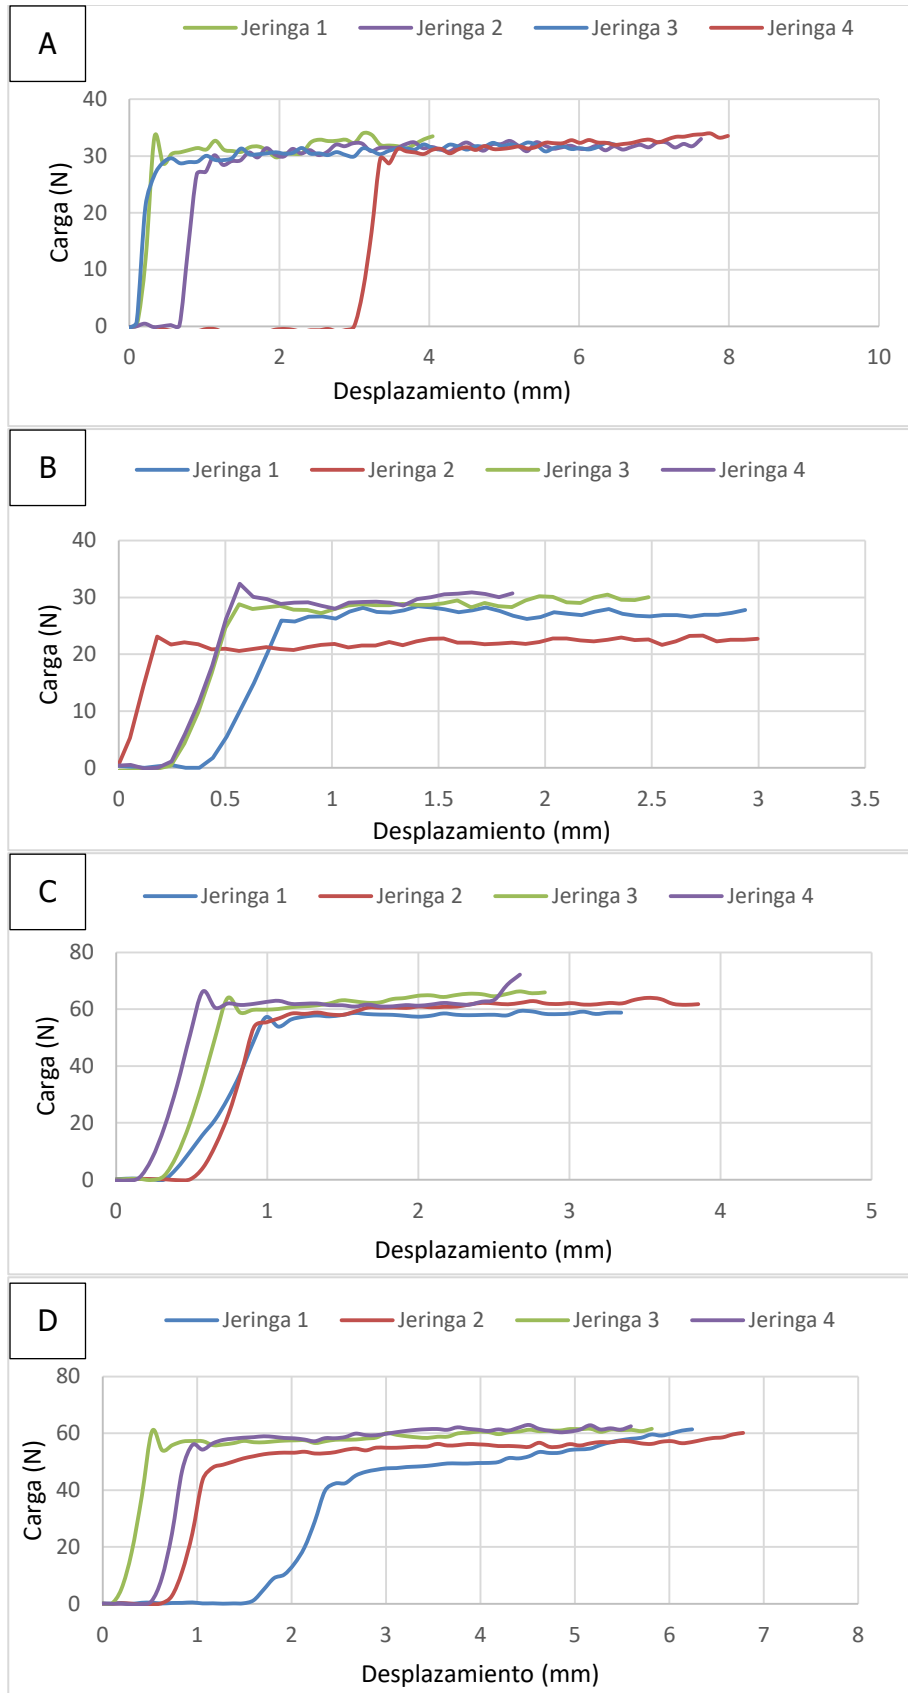 A
Jeringa 1 Jeringa 2 Jeringa 3 Jeringa 4
40
30
20
10
0
Carga (N)
0 2 4 6 8 10
Desplazamiento (mm)
B
Jeringa 1 Jeringa 2 Jeringa 3 Jeringa 4
40
30
20
10
0
Carga (N)
0 0.5 1 1.5 2 2.5 3 3.5
Desplazamiento (mm)
C
Jeringa 1 Jeringa 2 Jeringa 3 Jeringa 4
80
60
40
20
0
Carga (N)
0 1 2 3 4 5
Desplazamiento (mm)
D
Jeringa 1 Jeringa 2 Jeringa 3 Jeringa 4
80
60
40
20
0
Carga (N)
0 1 2 3 4 5 6 7 8
Desplazamiento (mm)